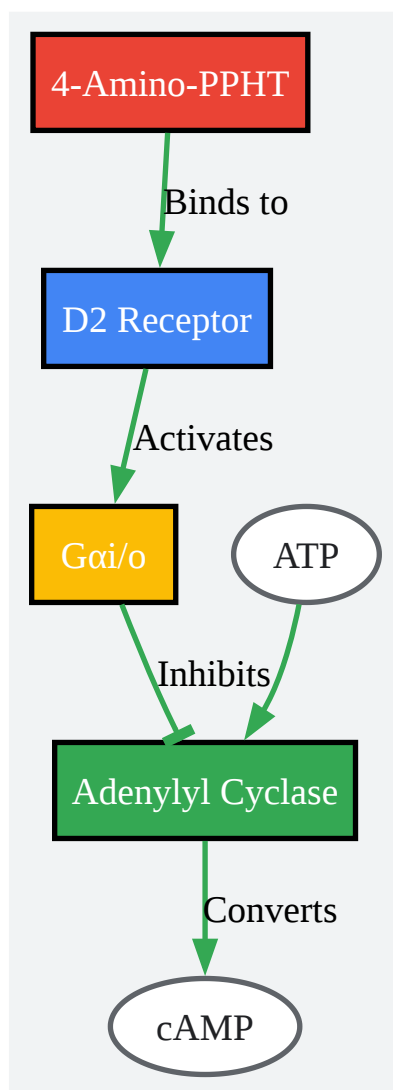 4-Amino-PPHT
Binds to
D2 Receptor
Activates
Gαi/o
ATP
Inhibits
Adenylyl Cyclase
Converts
cAMP